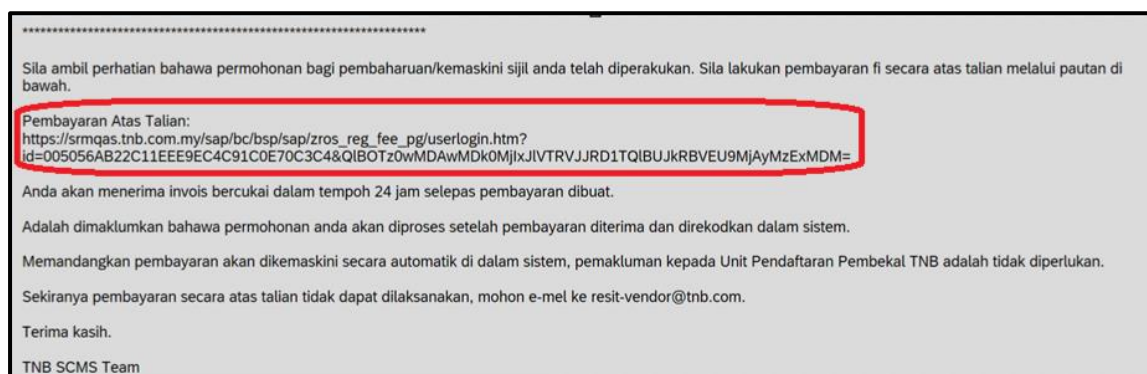 **********************************************************************
Sila ambil perhatian bahawa permohonan bagi pembaharuan/kemaskini sijil anda telah diperakukan. Sila lakukan pembayaran fi secara atas talian melalui pautan di
bawah.
Pembayaran Atas Talian:
https://srmqas.tnb.com.my/sap/bc/bsp/sap/zros_reg_fee_pg/userlogin.htm?
id=005056AB22C11EEE9EC4C91C0E70C3C4&QlBOTz0wMDAwMDk0MjIxJlVTRVJJRD1TQlBUJkRBVEU9MjAyMzExMDM=
Anda akan menerima invois bercukai dalam tempoh 24 jam selepas pembayaran dibuat.
Adalah dimaklumkan bahawa permohonan anda akan diproses setelah pembayaran diterima dan direkodkan dalam sistem.
Memandangkan pembayaran akan dikemaskini secara automatik di dalam sistem, pemakluman kepada Unit Pendaftaran Pembekal TNB adalah tidak diperlukan.
Sekiranya pembayaran secara atas talian tidak dapat dilaksanakan, mohon e-mel ke resit-vendor@tnb.com.
Terima kasih.
TNB SCMS Team